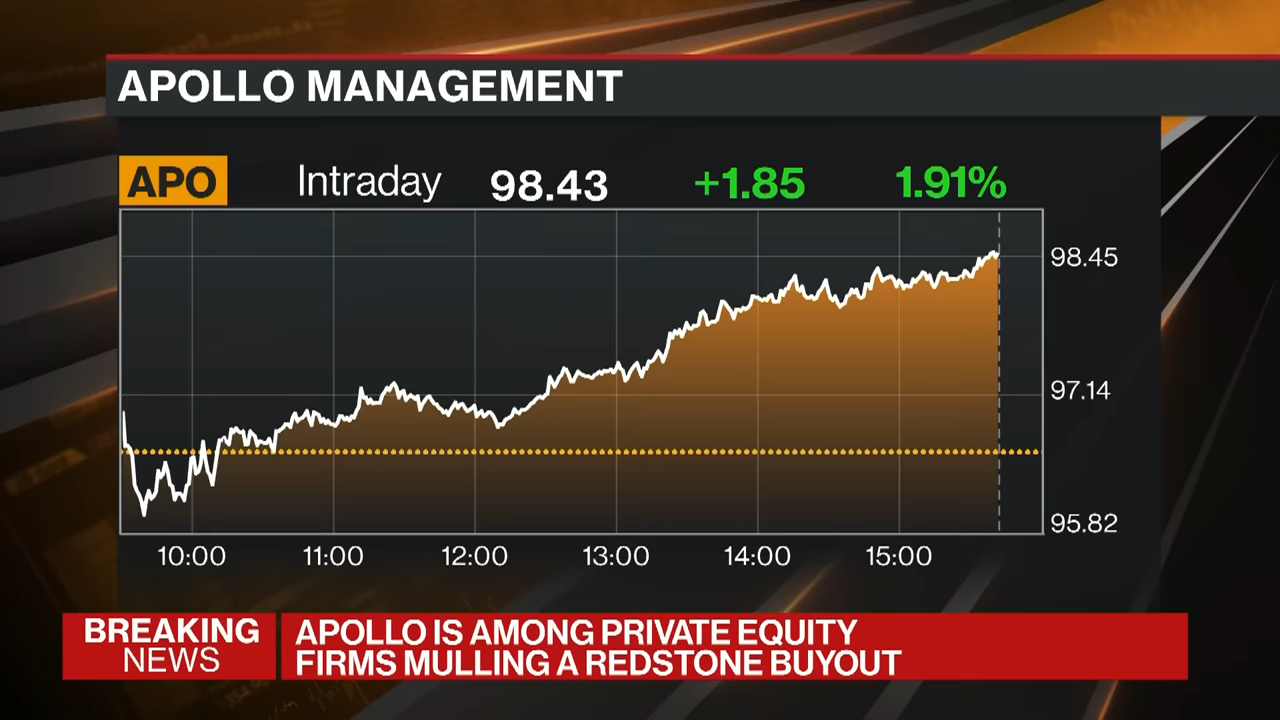 APOLLO MANAGEMENT
APO Intraday 98.43 +1.85 1.91%
98.45
97.14
95.82
10:00 11:00 12:00 13:00 14:00 15:00
BREAKING
NEWS
APOLLO IS AMONG PRIVATE EQUITY
FIRMS MULLING A REDSTONE BUYOUT